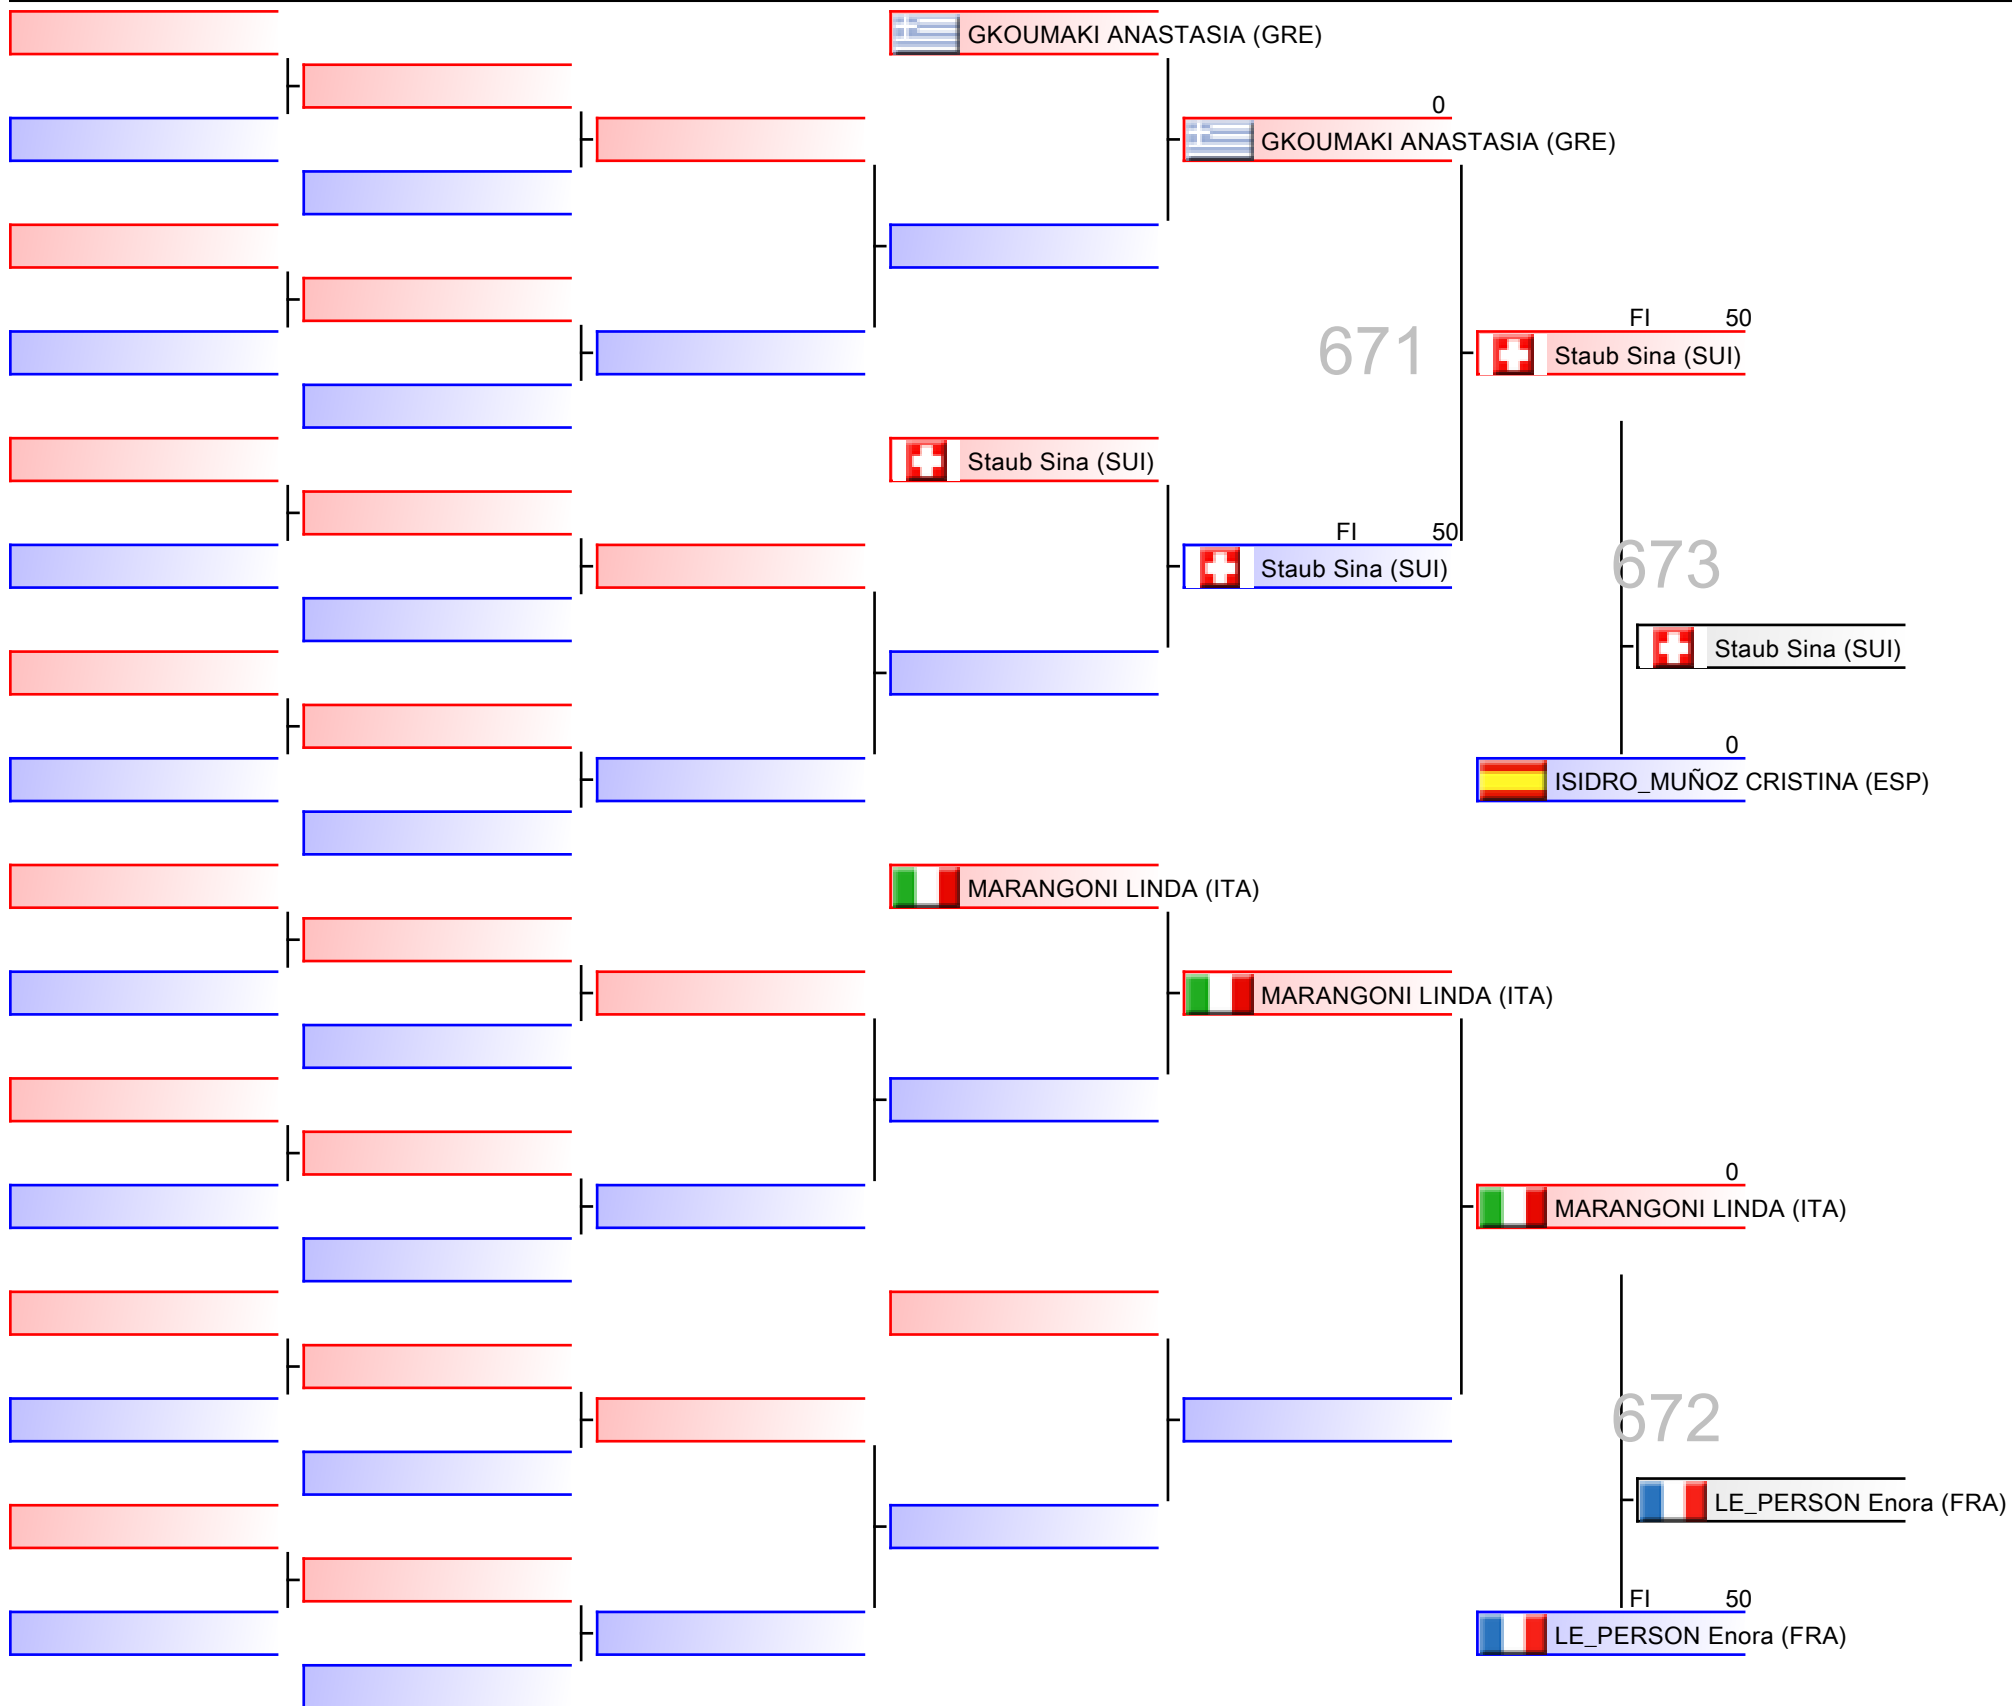 GKOUMAKI ANASTASIA (GRE)
0
GKOUMAKI ANASTASIA (GRE)
671
FI 50
Staub Sina (SUI)
Staub Sina (SUI)
FI 50
Staub Sina (SUI)
673
Staub Sina (SUI)
0
ISIDRO_MUÑOZ CRISTINA (ESP)
MARANGONI LINDA (ITA)
MARANGONI LINDA (ITA)
0
MARANGONI LINDA (ITA)
672
LE_PERSON Enora (FRA)
FI 50
LE_PERSON Enora (FRA)